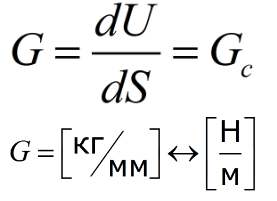 G = dU/dS = G_c
G = [кг/мм] ↔ [Н/м]